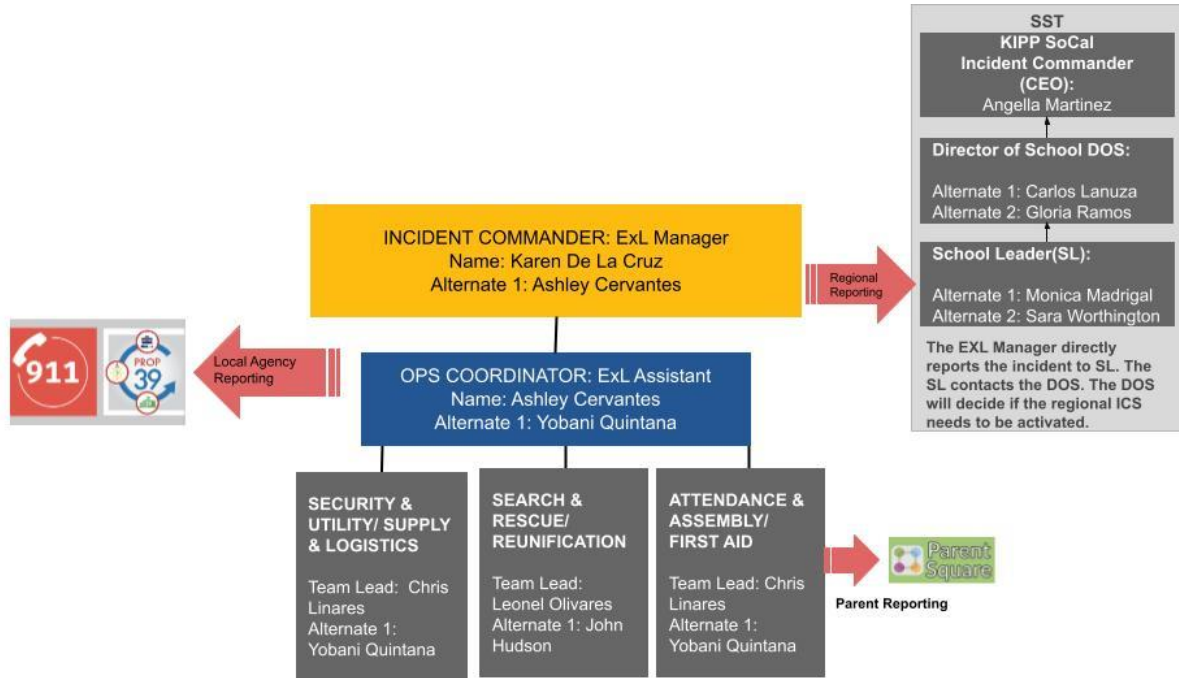 SST
KIPP SoCal
Incident Commander
(CEO):
Angella Martinez
Director of School DOS:
Alternate 1: Carlos Lanuza
Alternate 2: Gloria Ramos
School Leader(SL):
Alternate 1: Monica Madrigal
Alternate 2: Sara Worthington
The EXL Manager directly
reports the incident to SL. The
SL contacts the DOS. The DOS
will decide if the regional ICS
needs to be activated.
INCIDENT COMMANDER: ExL Manager
Name: Karen De La Cruz
Alternate 1: Ashley Cervantes
Regional
Reporting
911
PROP
39
Local Agency
Reporting
OPS COORDINATOR: ExL Assistant
Name: Ashley Cervantes
Alternate 1: Yobani Quintana
SECURITY &
UTILITY/ SUPPLY
& LOGISTICS
Team Lead: Chris
Linares
Alternate 1:
Yobani Quintana
SEARCH &
RESCUE/
REUNIFICATION
Team Lead:
Leonel Olivares
Alternate 1: John
Hudson
ATTENDANCE &
ASSEMBLY/
FIRST AID
Team Lead: Chris
Linares
Alternate 1:
Yobani Quintana
Parent
Square
Parent Reporting